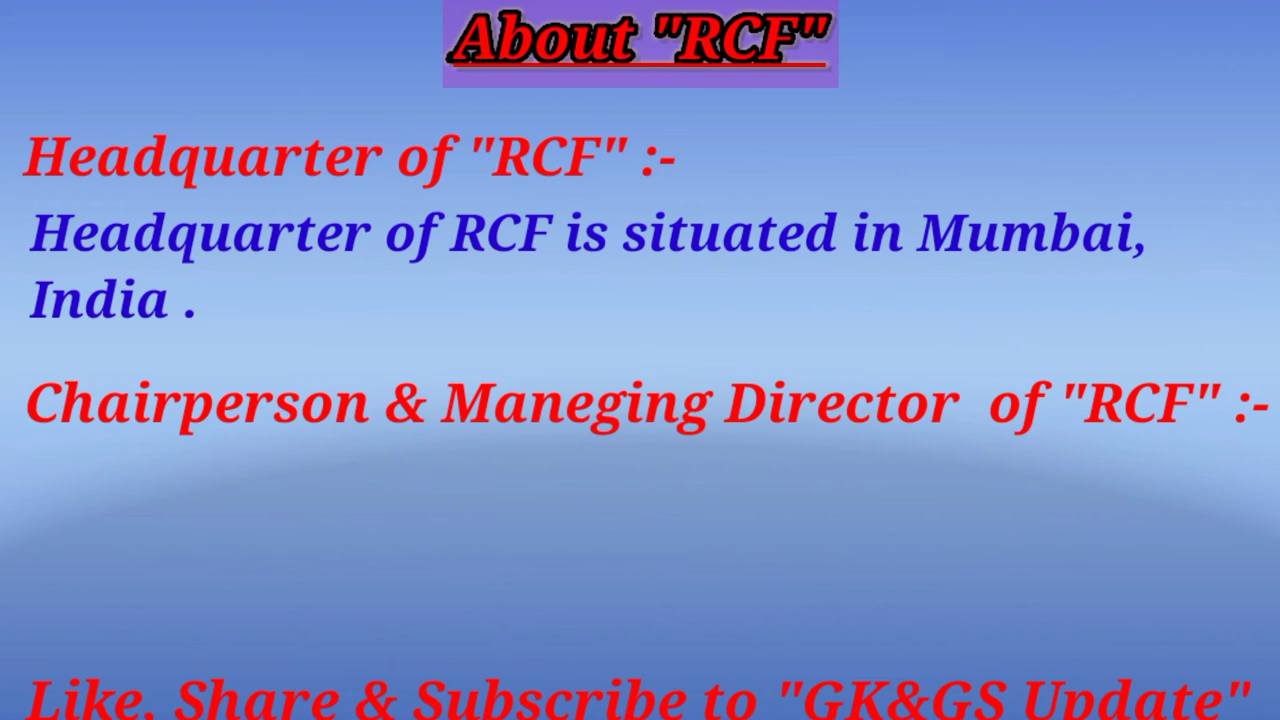 About "RCF"
Headquarter of "RCF" :-
Headquarter of RCF is situated in Mumbai,
India .
Chairperson & Maneging Director of "RCF" :-
Like, Share & Subscribe to "GK&GS Update"